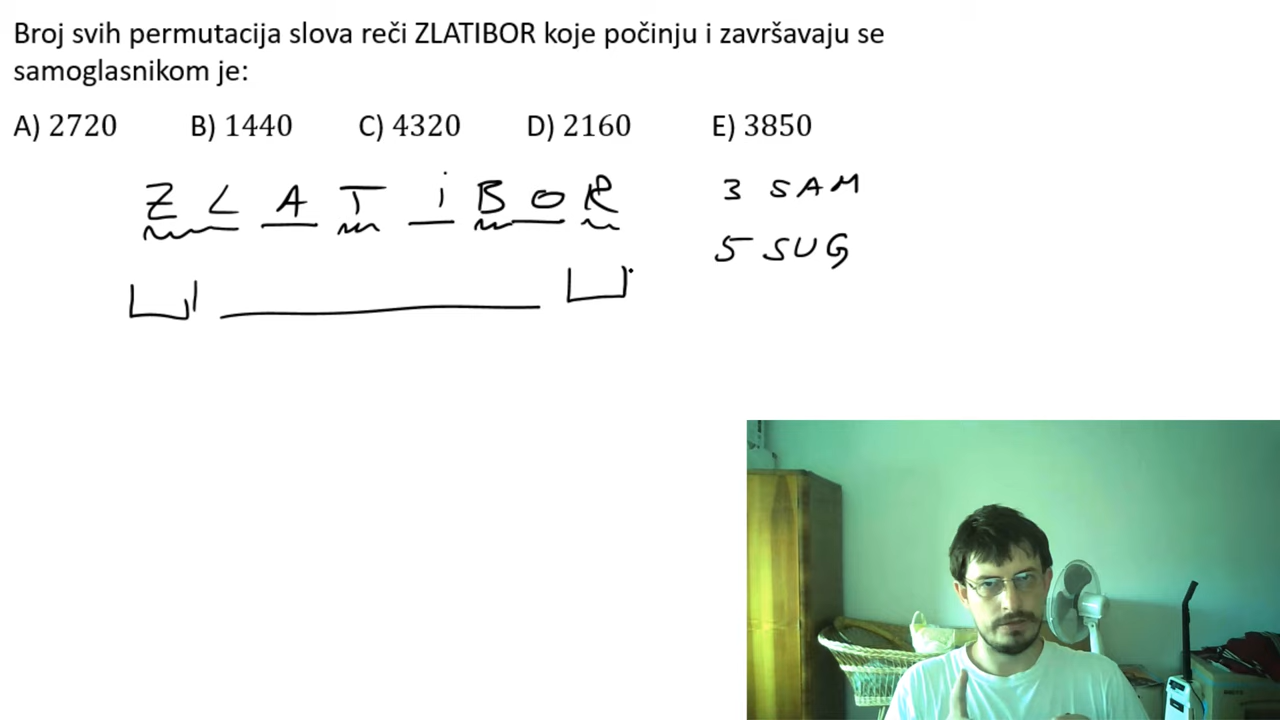 Broj svih permutacija slova reči ZLATIBOR koje počinju i završavaju se
samoglasnikom je:
A) 2720 B) 1440 C) 4320 D) 2160 E) 3850
Z L A T i B O R
3 SAM
5 SUG